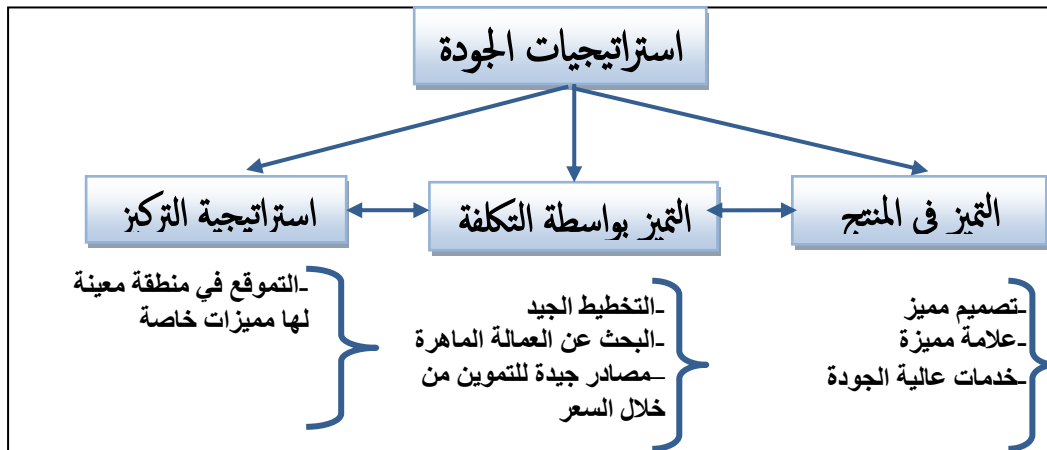 استراتيجيات الجودة
التميز في المنتج
التميز بواسطة التكلفة
استراتيجية التركيز
-تصميم مميز
-علامة مميزة
-خدمات عالية الجودة
-التخطيط الجيد
-البحث عن العمالة الماهرة
–مصادر جيدة للتموين من
خلال السعر
-التموقع في منطقة معينة
لها مميزات خاصة